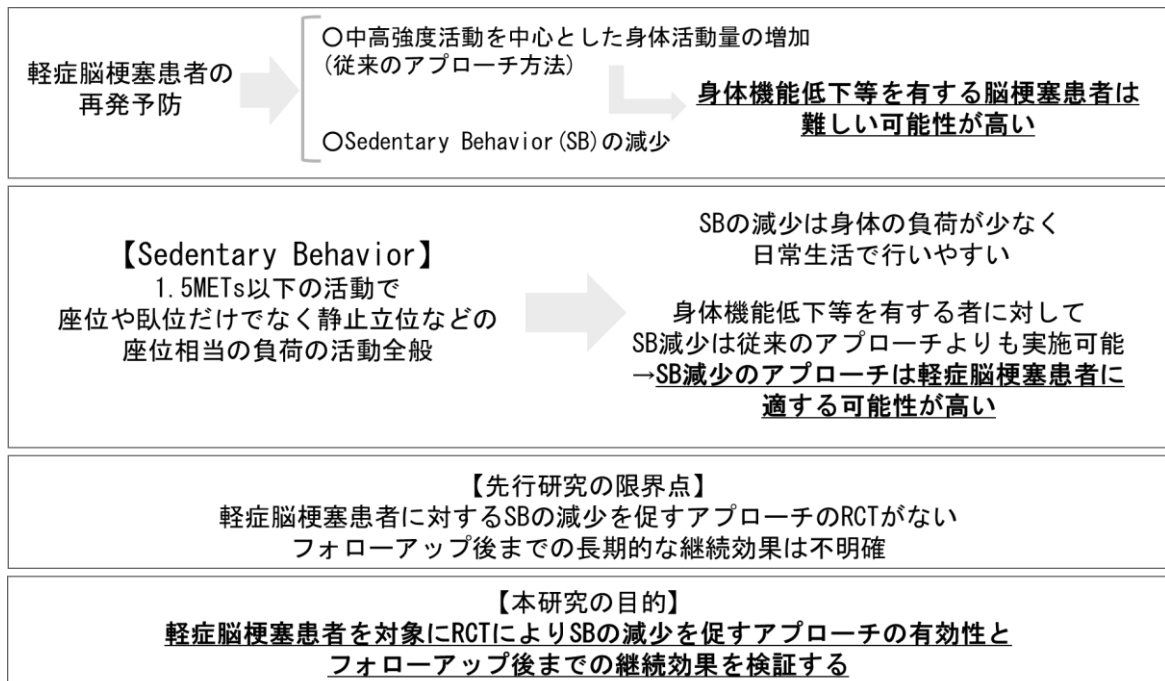 軽症脳梗塞患者の
再発予防
○中高強度活動を中心とした身体活動量の増加
(従来のアプローチ方法)
身体機能低下等を有する脳梗塞患者は
難しい可能性が高い
○Sedentary Behavior(SB)の減少
【Sedentary Behavior】
1.5METs以下の活動で
座位や臥位だけでなく静止立位などの
座位相当の負荷の活動全般
SBの減少は身体の負荷が少なく
日常生活で行いやすい
身体機能低下等を有する者に対して
SB減少は従来のアプローチよりも実施可能
→SB減少のアプローチは軽症脳梗塞患者に
適する可能性が高い
【先行研究の限界点】
軽症脳梗塞患者に対するSBの減少を促すアプローチのRCTがない
フォローアップ後までの長期的な継続効果は不明確
【本研究の目的】
軽症脳梗塞患者を対象にRCTによりSBの減少を促すアプローチの有効性と
フォローアップ後までの継続効果を検証する